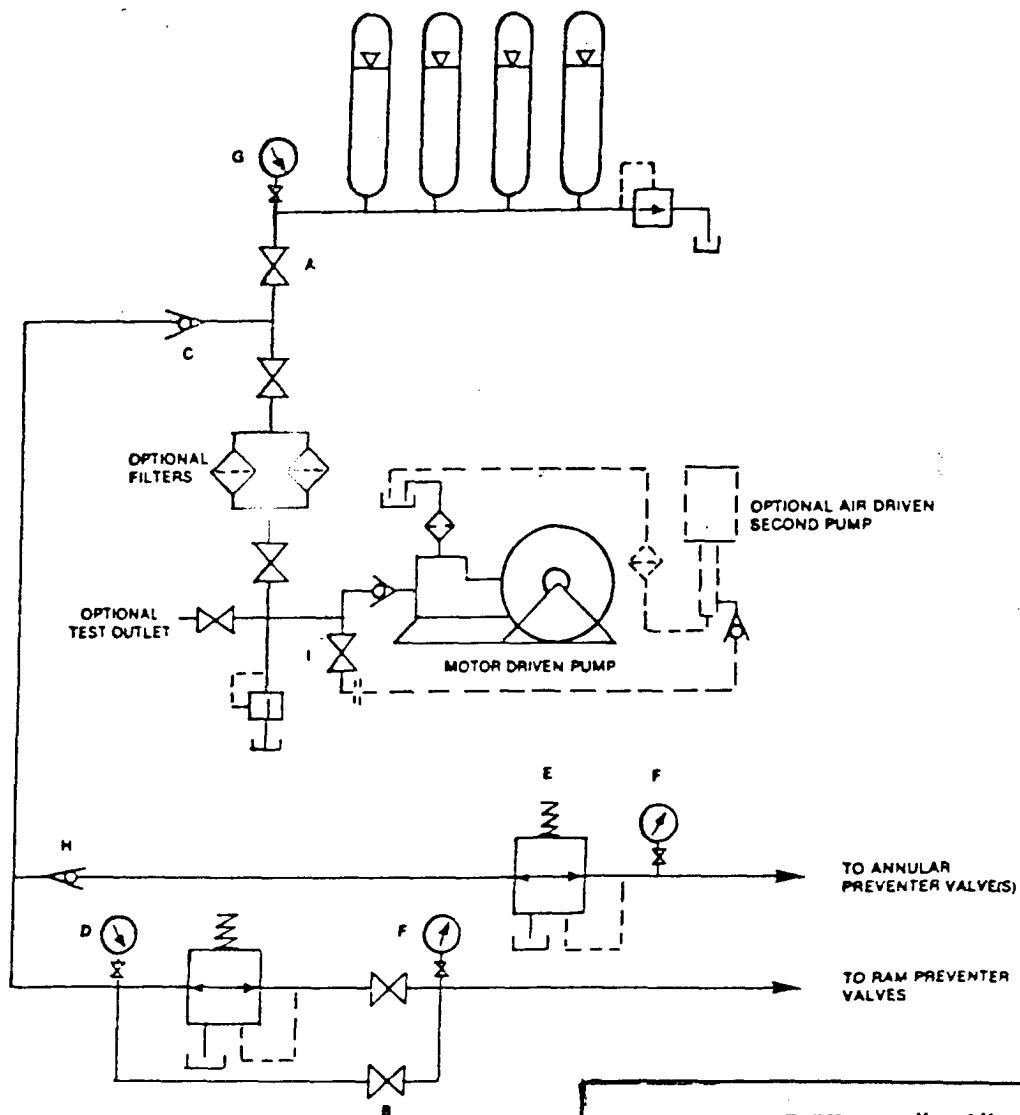 G
A
C
OPTIONAL
FILTERS
OPTIONAL AIR DRIVEN
SECOND PUMP
OPTIONAL
TEST OUTLET
I
MOTOR DRIVEN PUMP
E
F
H
TO ANNULAR
PREVENTER VALVE(S)
D
F
TO RAM PREVENTER
VALVES